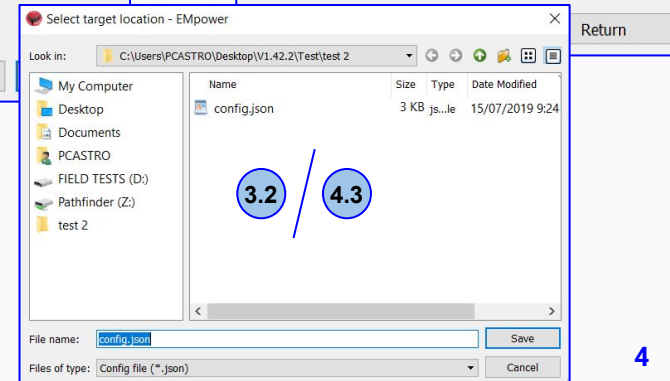 Select target location - EMpower
Return
Look in: C:\Users\PCASTRO\Desktop\V1.42.2\Test\test 2
My Computer
Desktop
Documents
PCASTRO
FIELD TESTS (D:)
Pathfinder (Z:)
test 2
Name Size Type Date Modified
config.json 3 KB js...le 15/07/2019 9:24
3.2 / 4.3
File name: config.json Save
Files of type: Config file (*.json) Cancel
4